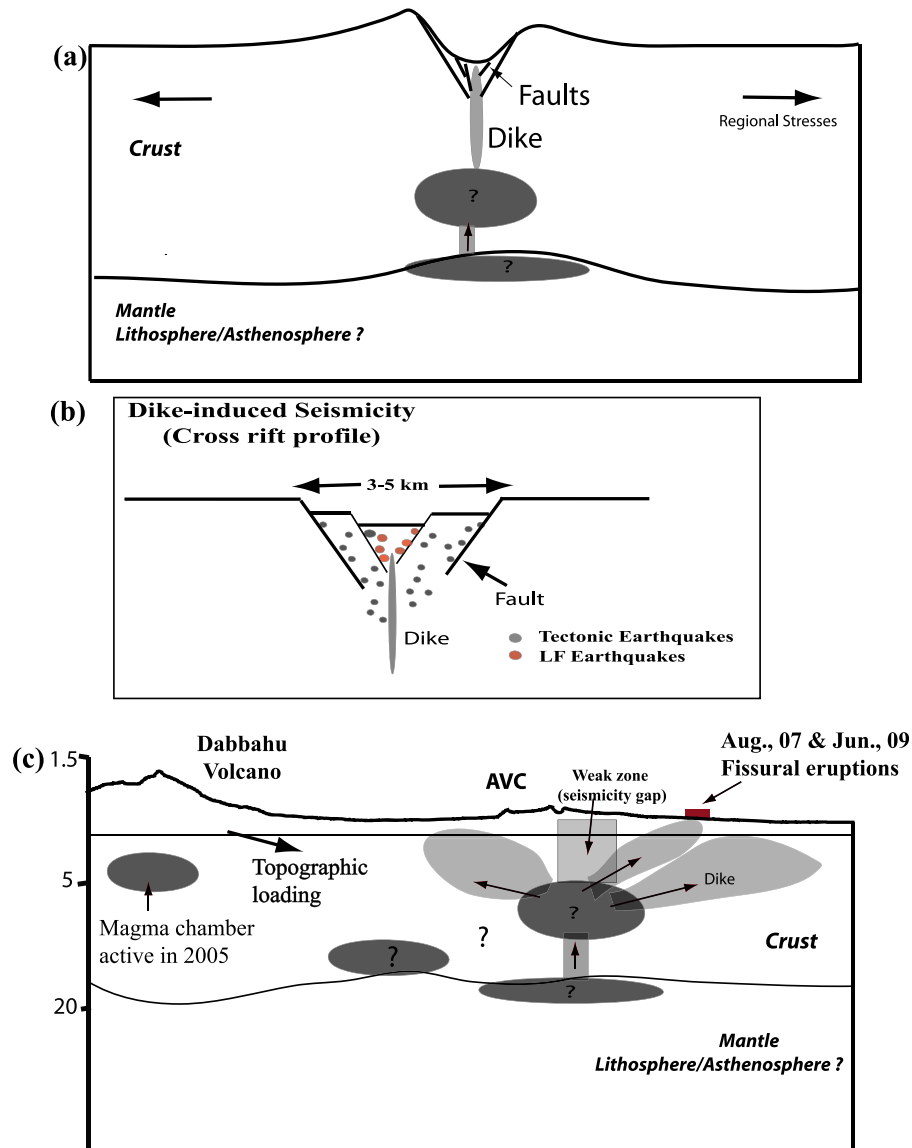 (a)
Faults
Dike
Regional Stresses
Crust
?
?
Mantle
Lithosphere/Asthenosphere ?
(b)
Dike-induced Seismicity
(Cross rift profile)
3-5 km
Fault
Dike
Tectonic Earthquakes
LF Earthquakes
(c)
1.5
Dabbahu
Volcano
AVC
Weak zone
(seismicity gap)
Aug., 07 & Jun., 09
Fissural eruptions
Topographic
loading
5
Dike
?
Magma chamber
active in 2005
?
?
Crust
?
20
Mantle
Lithosphere/Asthenosphere ?